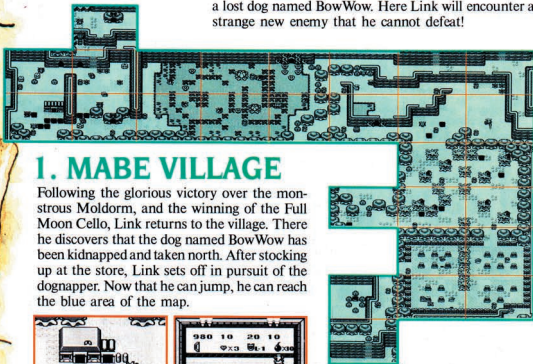 a lost dog named BowWow. Here Link will encounter a
strange new enemy that he cannot defeat!
1. MABE VILLAGE
Following the glorious victory over the mon-
strous Moldorm, and the winning of the Full
Moon Cello, Link returns to the village. There
he discovers that the dog named BowWow has
been kidnapped and taken north. After stocking
up at the store, Link sets off in pursuit of the
dognapper. Now that he can jump, he can reach
the blue area of the map.
980 10 20 10
×3 L-1 ×30